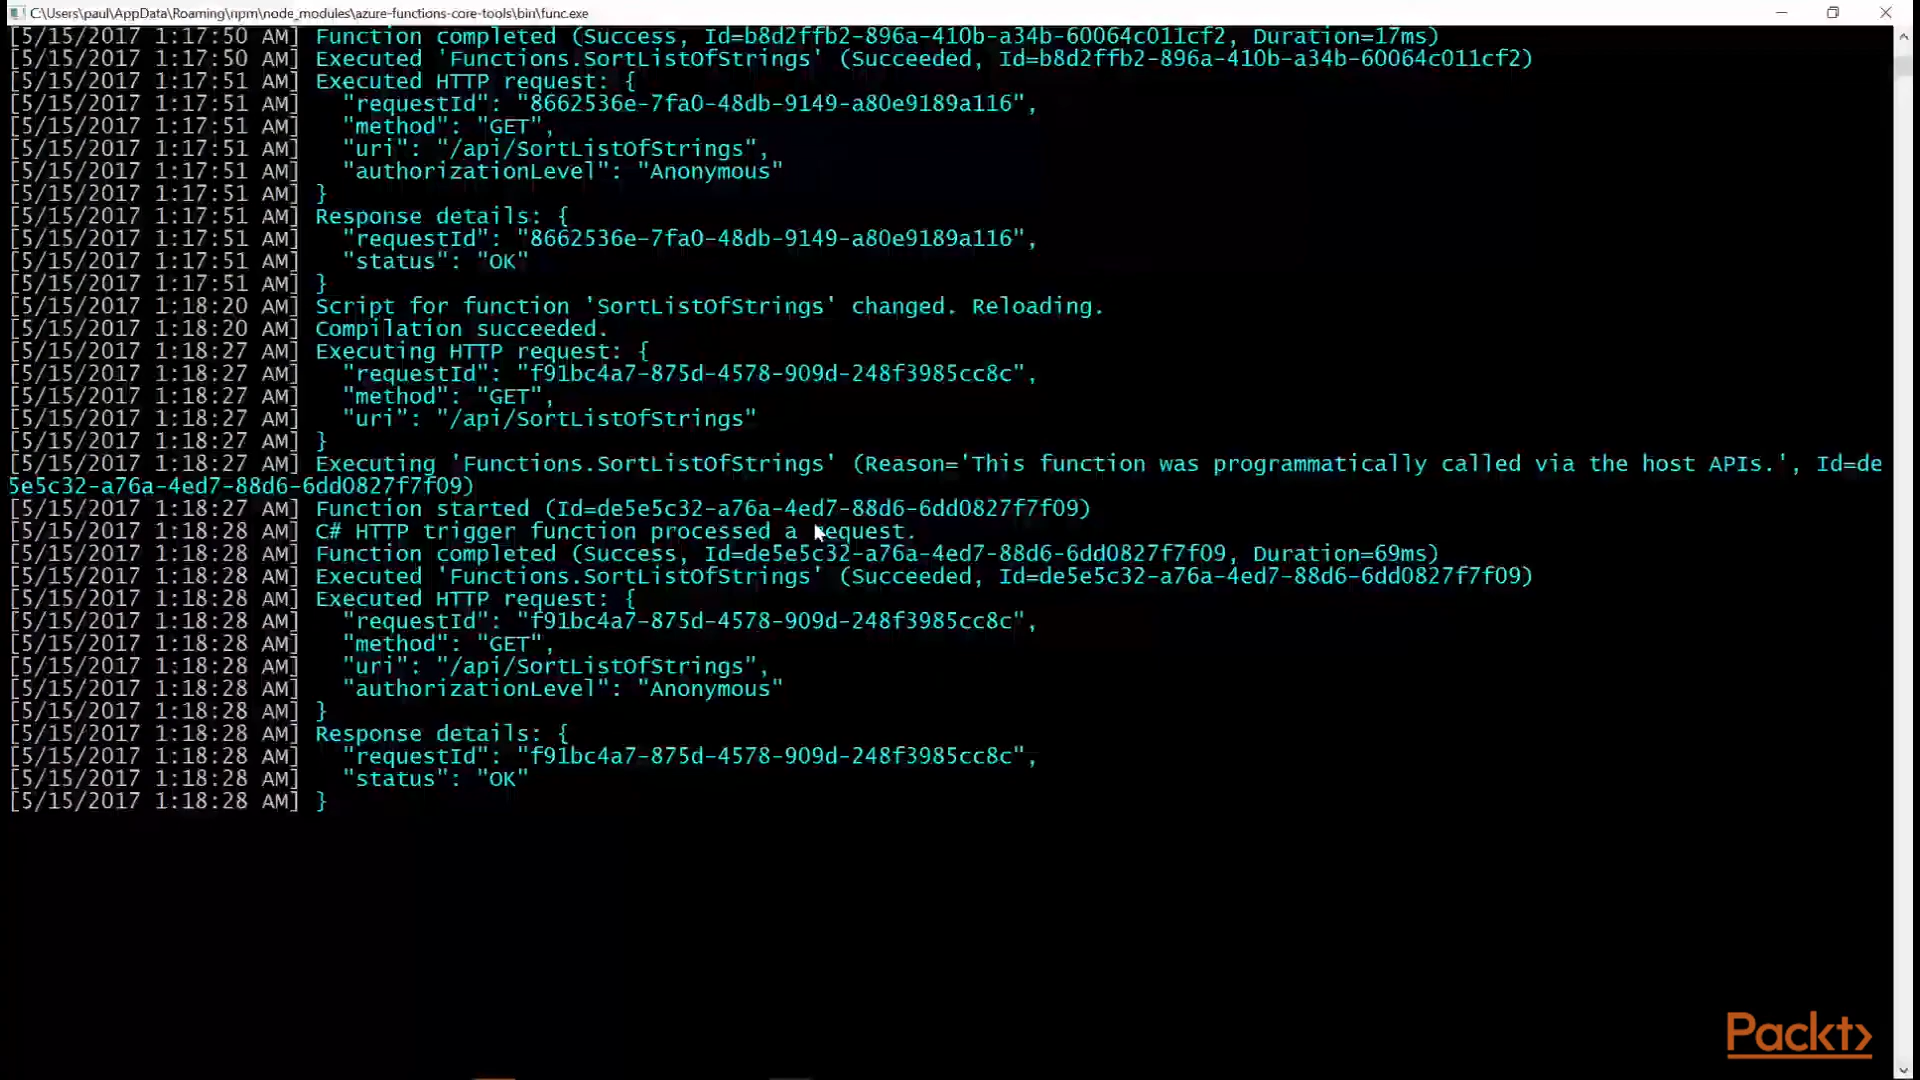 C:\Users\paul\AppData\Roaming\npm\node_modules\azure-functions-core-tools\bin\func.exe
[5/15/2017 1:17:50 AM] Function completed (Success, Id=b8d2ffb2-896a-410b-a34b-60064c011cf2, Duration=17ms)
[5/15/2017 1:17:50 AM] Executed 'Functions.SortListOfStrings' (Succeeded, Id=b8d2ffb2-896a-410b-a34b-60064c011cf2)
[5/15/2017 1:17:51 AM] Executed HTTP request: {
[5/15/2017 1:17:51 AM]   "requestId": "8662536e-7fa0-48db-9149-a80e9189a116",
[5/15/2017 1:17:51 AM]   "method": "GET",
[5/15/2017 1:17:51 AM]   "uri": "/api/SortListOfStrings",
[5/15/2017 1:17:51 AM]   "authorizationLevel": "Anonymous"
[5/15/2017 1:17:51 AM] }
[5/15/2017 1:17:51 AM] Response details: {
[5/15/2017 1:17:51 AM]   "requestId": "8662536e-7fa0-48db-9149-a80e9189a116",
[5/15/2017 1:17:51 AM]   "status": "OK"
[5/15/2017 1:17:51 AM] }
[5/15/2017 1:18:20 AM] Script for function 'SortListOfStrings' changed. Reloading.
[5/15/2017 1:18:20 AM] Compilation succeeded.
[5/15/2017 1:18:27 AM] Executing HTTP request: {
[5/15/2017 1:18:27 AM]   "requestId": "f91bc4a7-875d-4578-909d-248f3985cc8c",
[5/15/2017 1:18:27 AM]   "method": "GET",
[5/15/2017 1:18:27 AM]   "uri": "/api/SortListOfStrings"
[5/15/2017 1:18:27 AM] }
[5/15/2017 1:18:27 AM] Executing 'Functions.SortListOfStrings' (Reason='This function was programmatically called via the host APIs.', Id=de
5e5c32-a76a-4ed7-88d6-6dd0827f7f09)
[5/15/2017 1:18:27 AM] Function started (Id=de5e5c32-a76a-4ed7-88d6-6dd0827f7f09)
[5/15/2017 1:18:28 AM] C# HTTP trigger function processed a request.
[5/15/2017 1:18:28 AM] Function completed (Success, Id=de5e5c32-a76a-4ed7-88d6-6dd0827f7f09, Duration=69ms)
[5/15/2017 1:18:28 AM] Executed 'Functions.SortListOfStrings' (Succeeded, Id=de5e5c32-a76a-4ed7-88d6-6dd0827f7f09)
[5/15/2017 1:18:28 AM] Executed HTTP request: {
[5/15/2017 1:18:28 AM]   "requestId": "f91bc4a7-875d-4578-909d-248f3985cc8c",
[5/15/2017 1:18:28 AM]   "method": "GET",
[5/15/2017 1:18:28 AM]   "uri": "/api/SortListOfStrings",
[5/15/2017 1:18:28 AM]   "authorizationLevel": "Anonymous"
[5/15/2017 1:18:28 AM] }
[5/15/2017 1:18:28 AM] Response details: {
[5/15/2017 1:18:28 AM]   "requestId": "f91bc4a7-875d-4578-909d-248f3985cc8c",
[5/15/2017 1:18:28 AM]   "status": "OK"
[5/15/2017 1:18:28 AM] }
Packt>